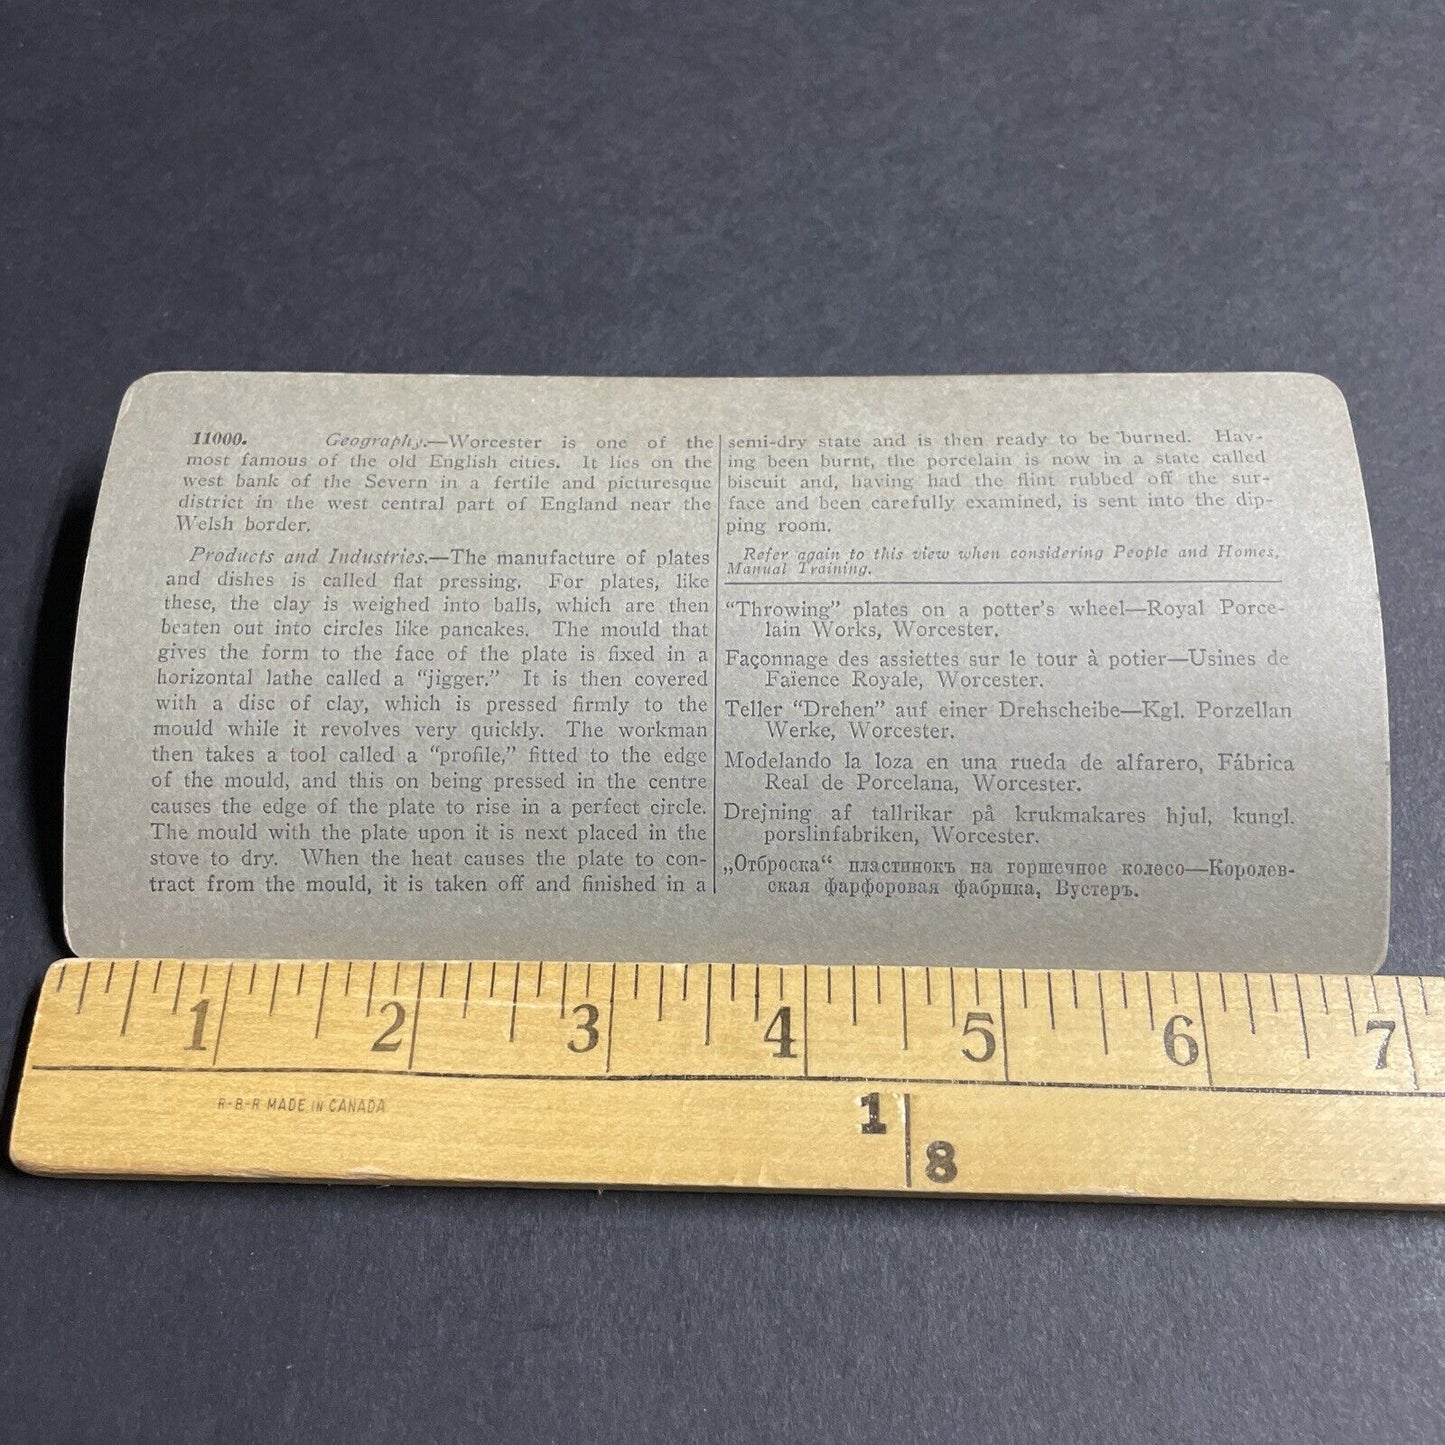 11000. Geography.—Worcester is one of the
most famous of the old English cities. It lies on the
west bank of the Severn in a fertile and picturesque
district in the west central part of England near the
Welsh border.
Products and Industries.—The manufacture of plates
and dishes is called flat pressing. For plates, like
these, the clay is weighed into balls, which are then
beaten out into circles like pancakes. The mould that
gives the form to the face of the plate is fixed in a
horizontal lathe called a “jigger.” It is then covered
with a disc of clay, which is pressed firmly to the
mould while it revolves very quickly. The workman
then takes a tool called a “profile,” fitted to the edge
of the mould, and this on being pressed in the centre
causes the edge of the plate to rise in a perfect circle.
The mould with the plate upon it is next placed in the
stove to dry. When the heat causes the plate to con-
tract from the mould, it is taken off and finished in a
semi-dry state and is then ready to be burned. Hav-
ing been burnt, the porcelain is now in a state called
biscuit and, having had the flint rubbed off the sur-
face and been carefully examined, is sent into the dip-
ping room.
Refer again to this view when considering People and Homes,
Manual Training.
“Throwing” plates on a potter's wheel—Royal Porce-
lain Works, Worcester.
Façonnage des assiettes sur le tour à potier—Usines de
Faïence Royale, Worcester.
Teller “Drehen” auf einer Drehscheibe—Kgl. Porzellan
Werke, Worcester.
Modelando la loza en una rueda de alfarero, Fábrica
Real de Porcelana, Worcester.
Drejning af tallrikar på krukmakares hjul, kungl.
porslinfabriken, Worcester.
„Отброска“ пластинокъ на горшечное колесо—Королев-
ская фарфоровая фабрика, Вустеръ.
1 2 3 4 5 6 7
R-B-R MADE IN CANADA
1
8